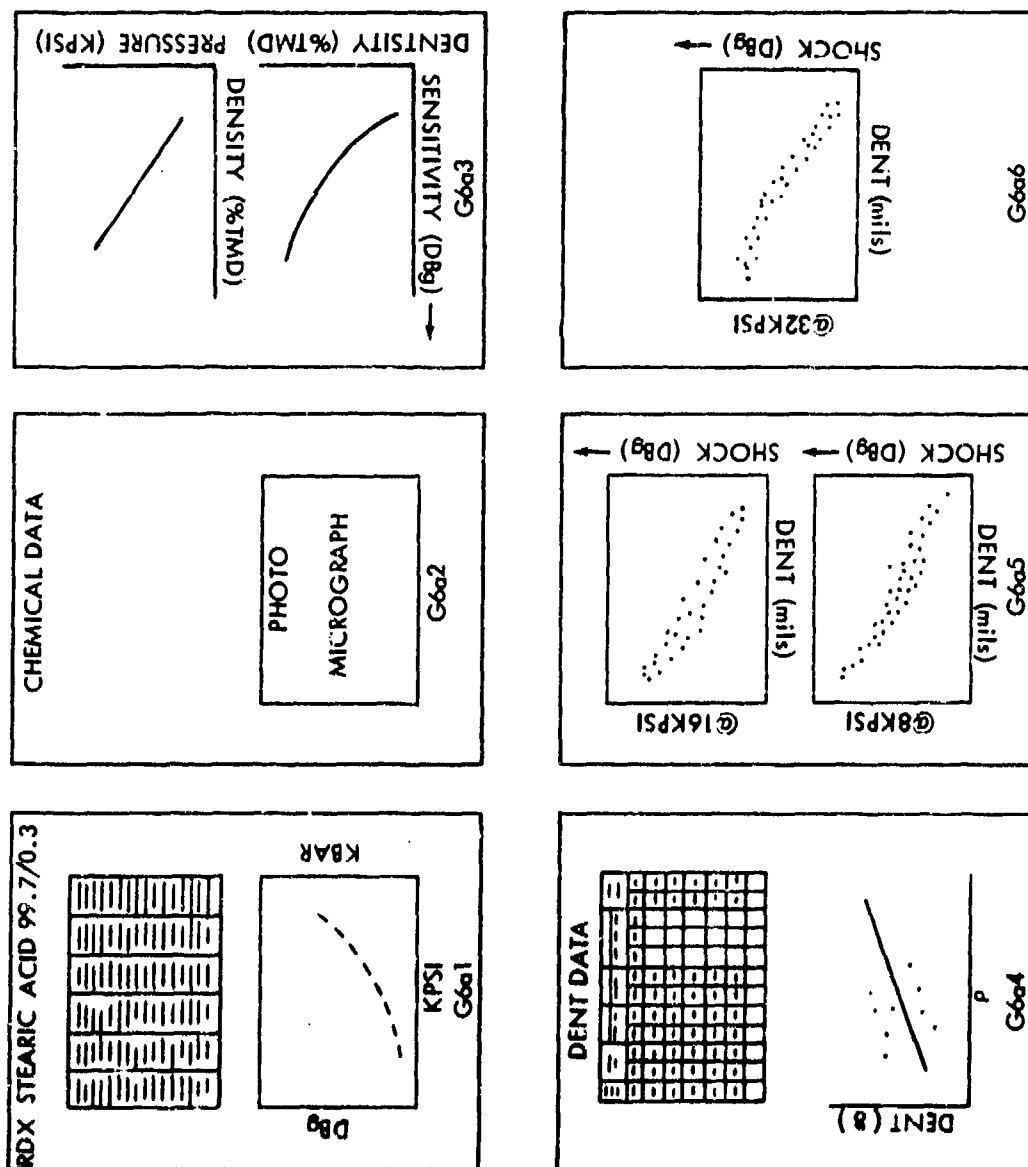 RDX STEARIC ACID 99.7/0.3
DBg
KBAR
KPSI
G6a1
CHEMICAL DATA
PHOTO
MICROGRAPH
G6a2
PRESSURE (KPSI)
DENSITY (%TMD)
DENTSITY (%TMD)
SENSITIVITY (DBg)
G6a3
DENT DATA
DENT (δ)
ρ
G6a4
@16KPSI
SHOCK (DBg)
DENT (mils)
@8KPSI
SHOCK (DBg)
DENT (mils)
G6a5
@32KPSI
SHOCK (DBg)
DENT (mils)
G6a6